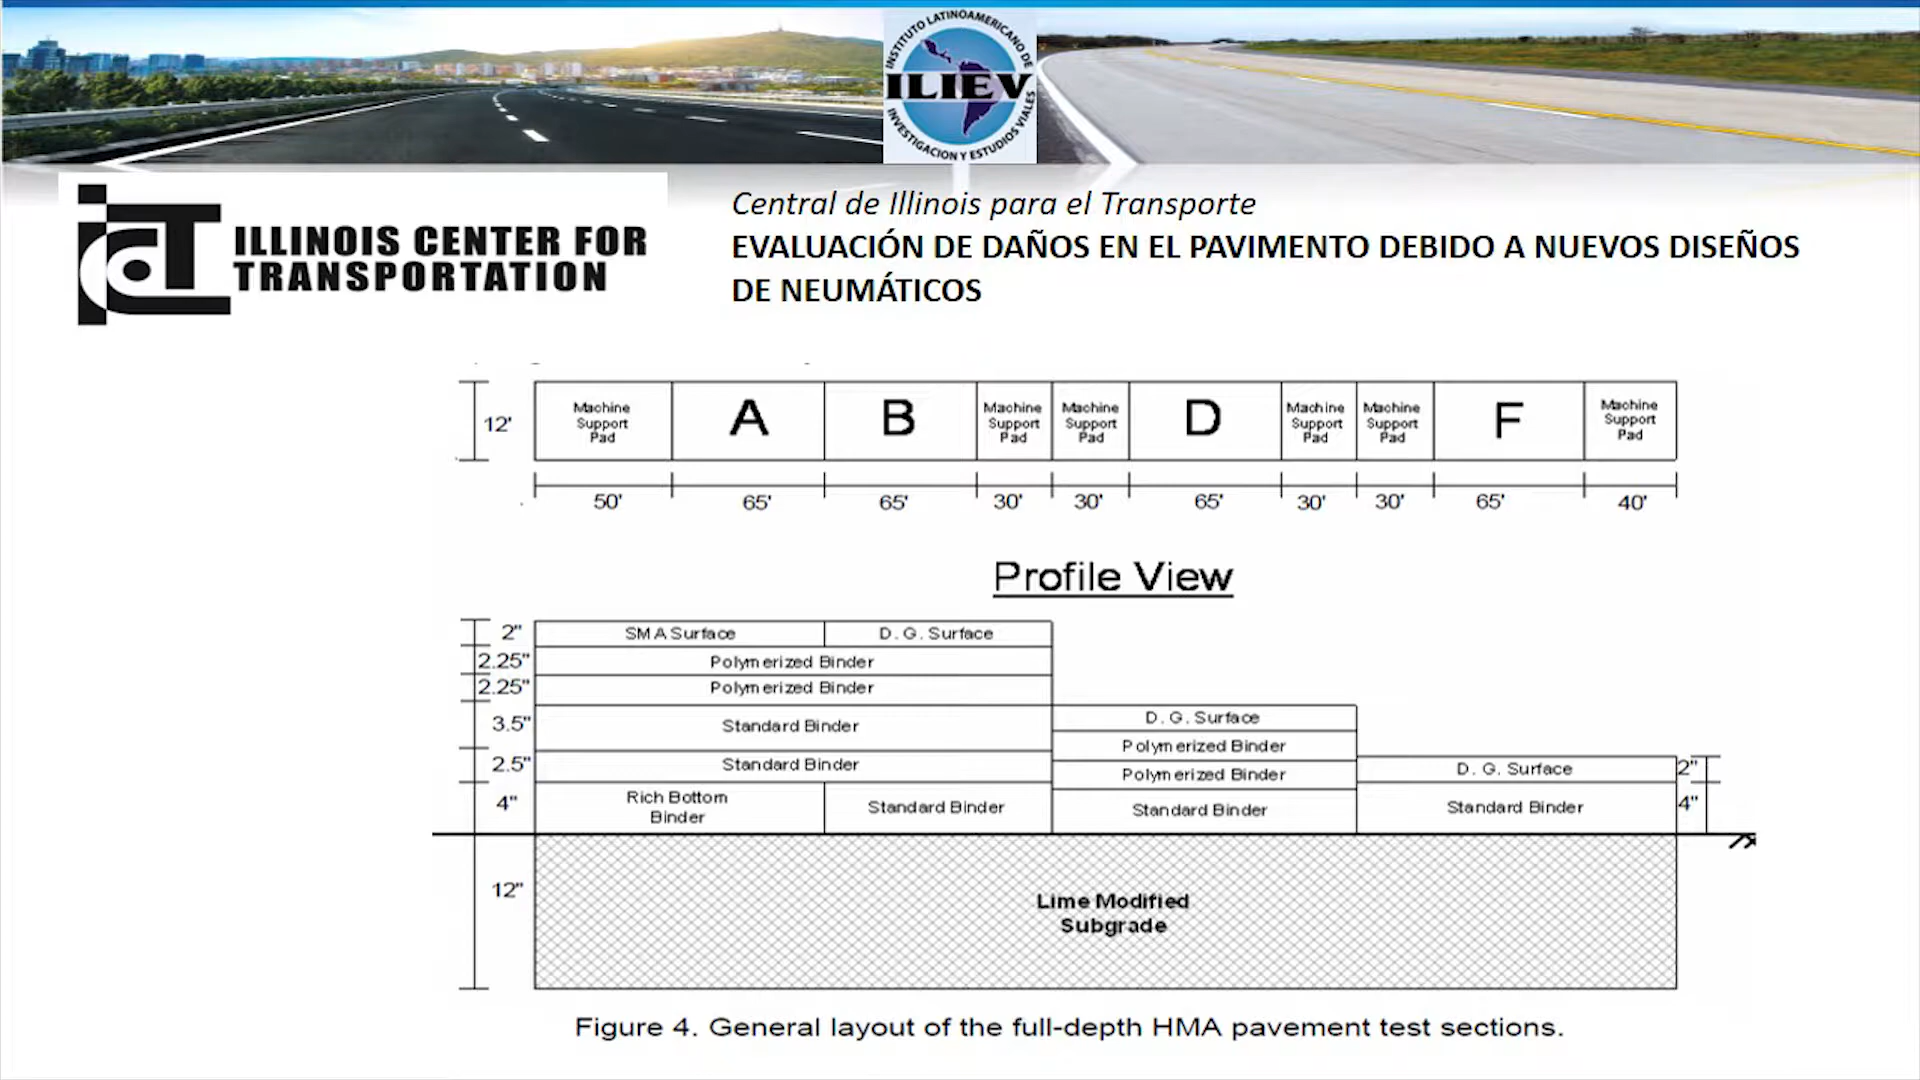 INSTITUTO LATINOAMERICANO DE
ILIEV
INVESTIGACION Y ESTUDIOS VIALES
ICT
ILLINOIS CENTER FOR
TRANSPORTATION
Central de Illinois para el Transporte
EVALUACIÓN DE DAÑOS EN EL PAVIMENTO DEBIDO A NUEVOS DISEÑOS
DE NEUMÁTICOS
12'
Machine
Support
Pad
A
B
Machine
Support
Pad
Machine
Support
Pad
D
Machine
Support
Pad
Machine
Support
Pad
F
Machine
Support
Pad
50' 65' 65' 30' 30' 65' 30' 30' 65' 40'
Profile View
2" SMA Surface D.G. Surface
2.25" Polymerized Binder
2.25" Polymerized Binder
3.5" Standard Binder
2.5" Standard Binder
4" Rich Bottom
Binder
Standard Binder
D.G. Surface
Polymerized Binder
Polymerized Binder
Standard Binder
D.G. Surface 2"
Standard Binder 4"
12"
Lime Modified
Subgrade
Figure 4. General layout of the full-depth HMA pavement test sections.